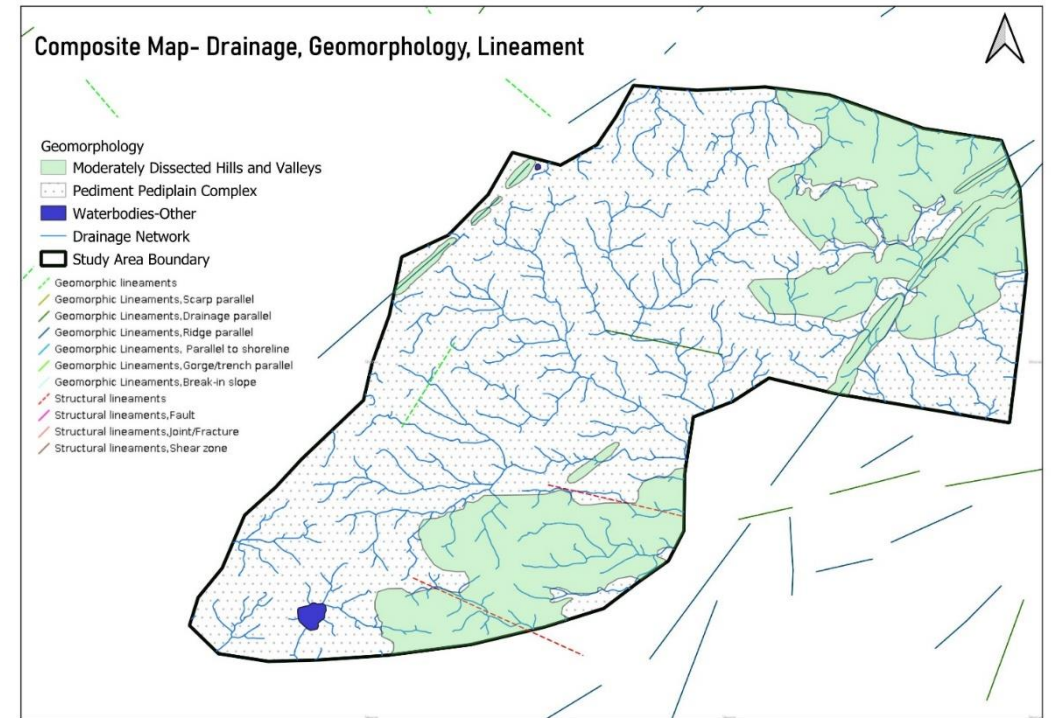 Composite Map- Drainage, Geomorphology, Lineament
Geomorphology
Moderately Dissected Hills and Valleys
Pediment Pediplain Complex
Waterbodies-Other
Drainage Network
Study Area Boundary
Geomorphic lineaments
Geomorphic Lineaments,Scarp parallel
Geomorphic Lineaments,Drainage parallel
Geomorphic Lineaments,Ridge parallel
Geomorphic Lineaments, Parallel to shoreline
Geomorphic Lineaments,Gorge/trench parallel
Geomorphic Lineaments,Break-in slope
Structural lineaments
Structural lineaments,Fault
Structural lineaments,Joint/Fracture
Structural lineaments,Shear zone